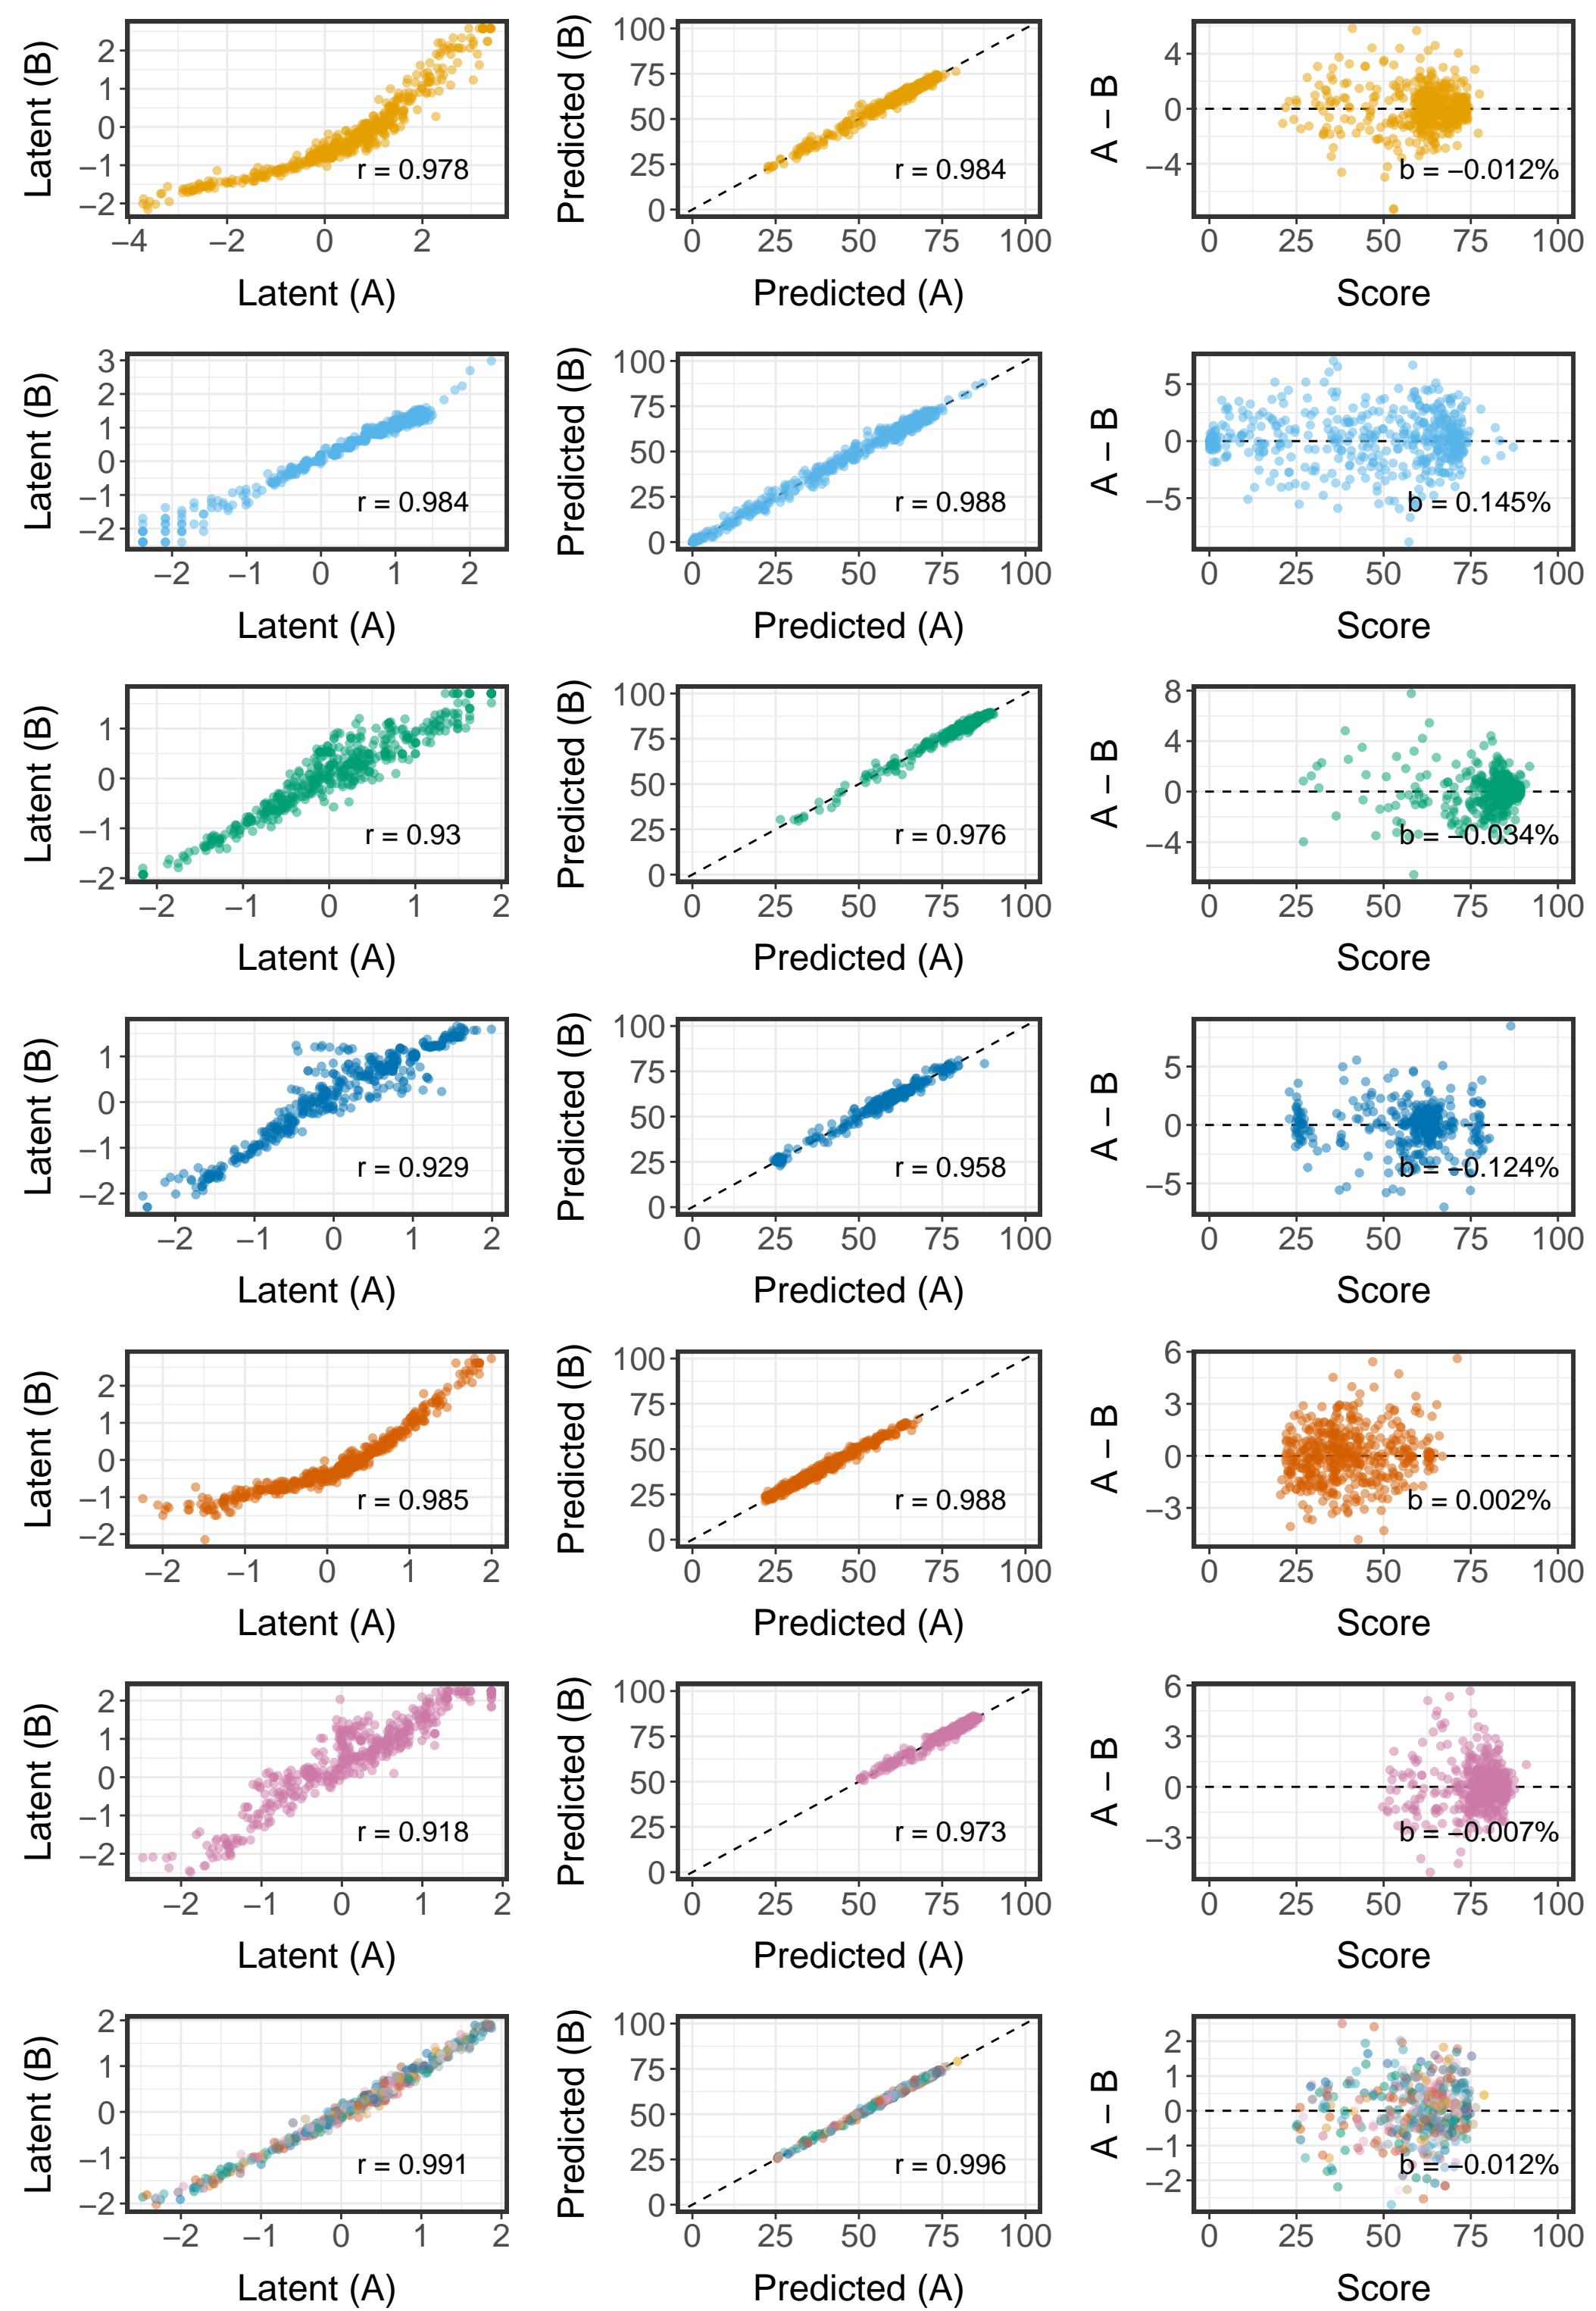 Latent (B)
2
1
0
−1
−2
r = 0.978
−4 −2 0 2
Latent (A)
Predicted (B)
100
75
50
25
0
r = 0.984
0 25 50 75 100
Predicted (A)
A − B
4
0
−4
b = −0.012%
0 25 50 75 100
Score
Latent (B)
3
2
1
0
−1
−2
r = 0.984
−2 −1 0 1 2
Latent (A)
Predicted (B)
100
75
50
25
0
r = 0.988
0 25 50 75 100
Predicted (A)
A − B
5
0
−5
b = 0.145%
0 25 50 75 100
Score
Latent (B)
1
0
−1
−2
r = 0.93
−2 −1 0 1 2
Latent (A)
Predicted (B)
100
75
50
25
0
r = 0.976
0 25 50 75 100
Predicted (A)
A − B
8
4
0
−4
b = −0.034%
0 25 50 75 100
Score
Latent (B)
1
0
−1
−2
r = 0.929
−2 −1 0 1 2
Latent (A)
Predicted (B)
100
75
50
25
0
r = 0.958
0 25 50 75 100
Predicted (A)
A − B
5
0
−5
b = −0.124%
0 25 50 75 100
Score
Latent (B)
2
1
0
−1
−2
r = 0.985
−2 −1 0 1 2
Latent (A)
Predicted (B)
100
75
50
25
0
r = 0.988
0 25 50 75 100
Predicted (A)
A − B
6
3
0
−3
b = 0.002%
0 25 50 75 100
Score
Latent (B)
2
1
0
−1
−2
r = 0.918
−2 −1 0 1 2
Latent (A)
Predicted (B)
100
75
50
25
0
r = 0.973
0 25 50 75 100
Predicted (A)
A − B
6
3
0
−3
b = −0.007%
0 25 50 75 100
Score
Latent (B)
2
1
0
−1
−2
r = 0.991
−2 −1 0 1 2
Latent (A)
Predicted (B)
100
75
50
25
0
r = 0.996
0 25 50 75 100
Predicted (A)
A − B
2
1
0
−1
−2
b = −0.012%
0 25 50 75 100
Score